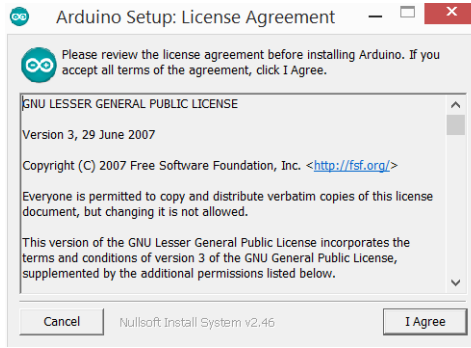 Arduino Setup: License Agreement
Please review the license agreement before installing Arduino. If you
accept all terms of the agreement, click I Agree.
GNU LESSER GENERAL PUBLIC LICENSE
Version 3, 29 June 2007
Copyright (C) 2007 Free Software Foundation, Inc. <http://fsf.org/>
Everyone is permitted to copy and distribute verbatim copies of this license
document, but changing it is not allowed.
This version of the GNU Lesser General Public License incorporates the
terms and conditions of version 3 of the GNU General Public License,
supplemented by the additional permissions listed below.
Cancel Nullsoft Install System v2.46 I Agree